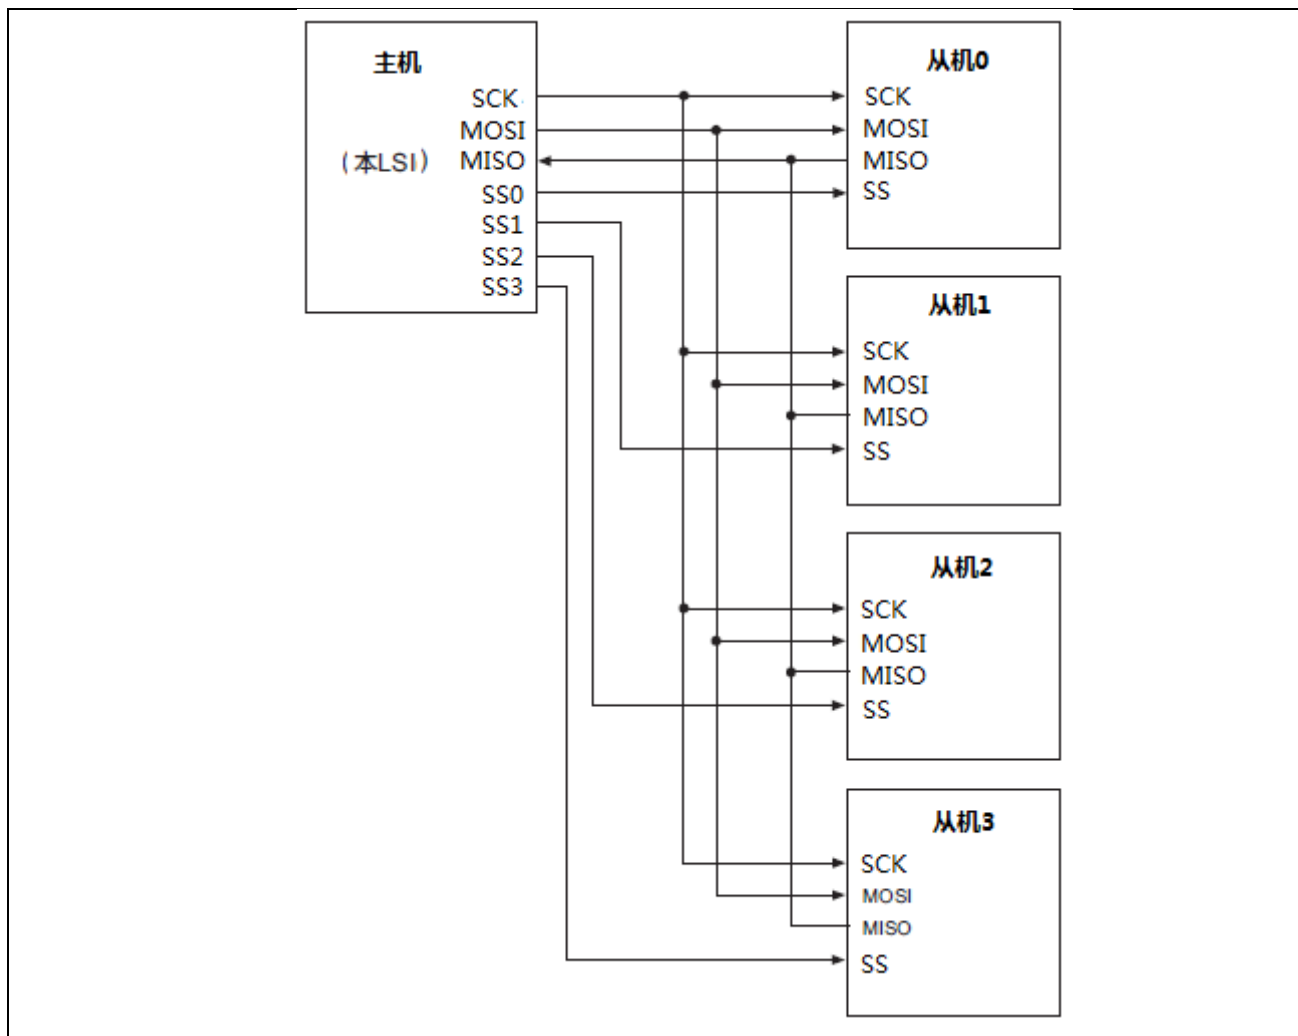 主机
SCK
MOSI
(本LSI) MISO
SS0
SS1
SS2
SS3
从机0
SCK
MOSI
MISO
SS
从机1
SCK
MOSI
MISO
SS
从机2
SCK
MOSI
MISO
SS
从机3
SCK
MOSI
MISO
SS